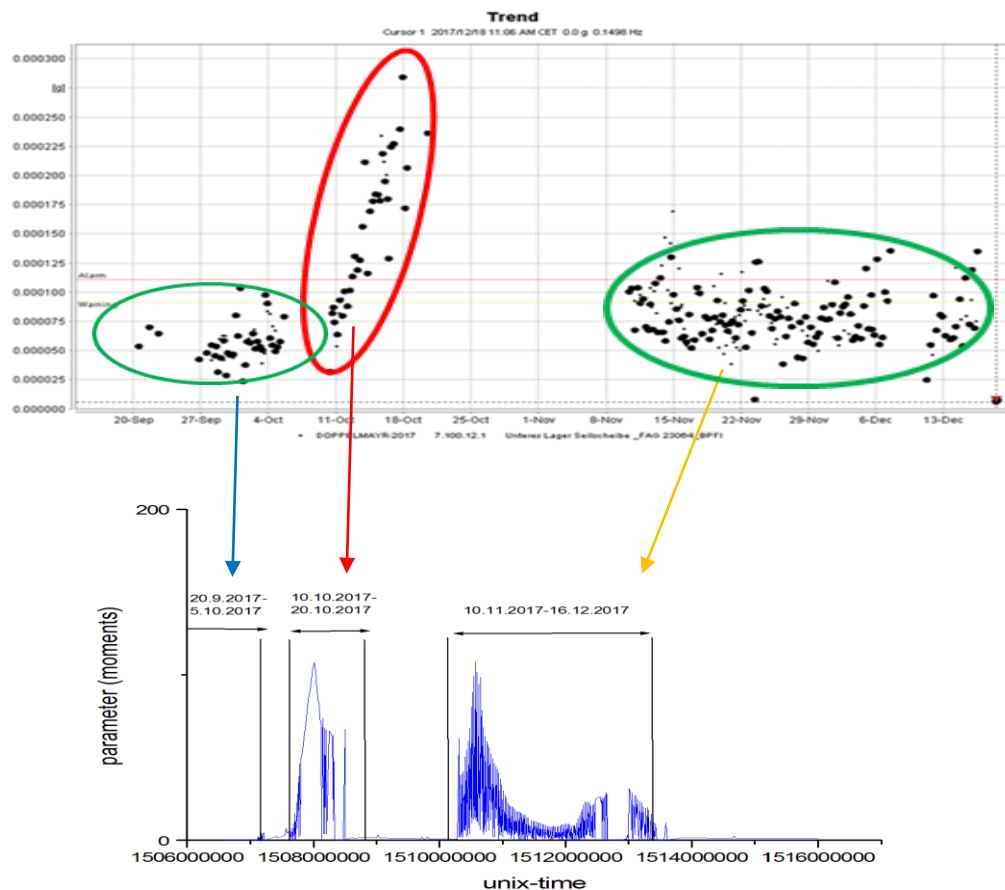 Trend
Cursor 1 2017/12/18 11:06 AM CET 0.0 g 0.1498 Hz
0.000300
[g]
0.000250
0.000225
0.000200
0.000175
0.000150
0.000125
Alarm
0.000100
Warning
0.000075
0.000050
0.000025
0.000000
20-Sep 27-Sep 4-Oct 11-Oct 18-Oct 25-Oct 1-Nov 8-Nov 15-Nov 22-Nov 29-Nov 6-Dec 13-Dec
DOPPELMAYR-2017 7.100.12.1 Unteres Lager Seilscheibe _FAG 23064_BPFI
200
20.9.2017-
5.10.2017
10.10.2017-
20.10.2017
10.11.2017-16.12.2017
parameter (moments)
0
1506000000 1508000000 1510000000 1512000000 1514000000 1516000000
unix-time